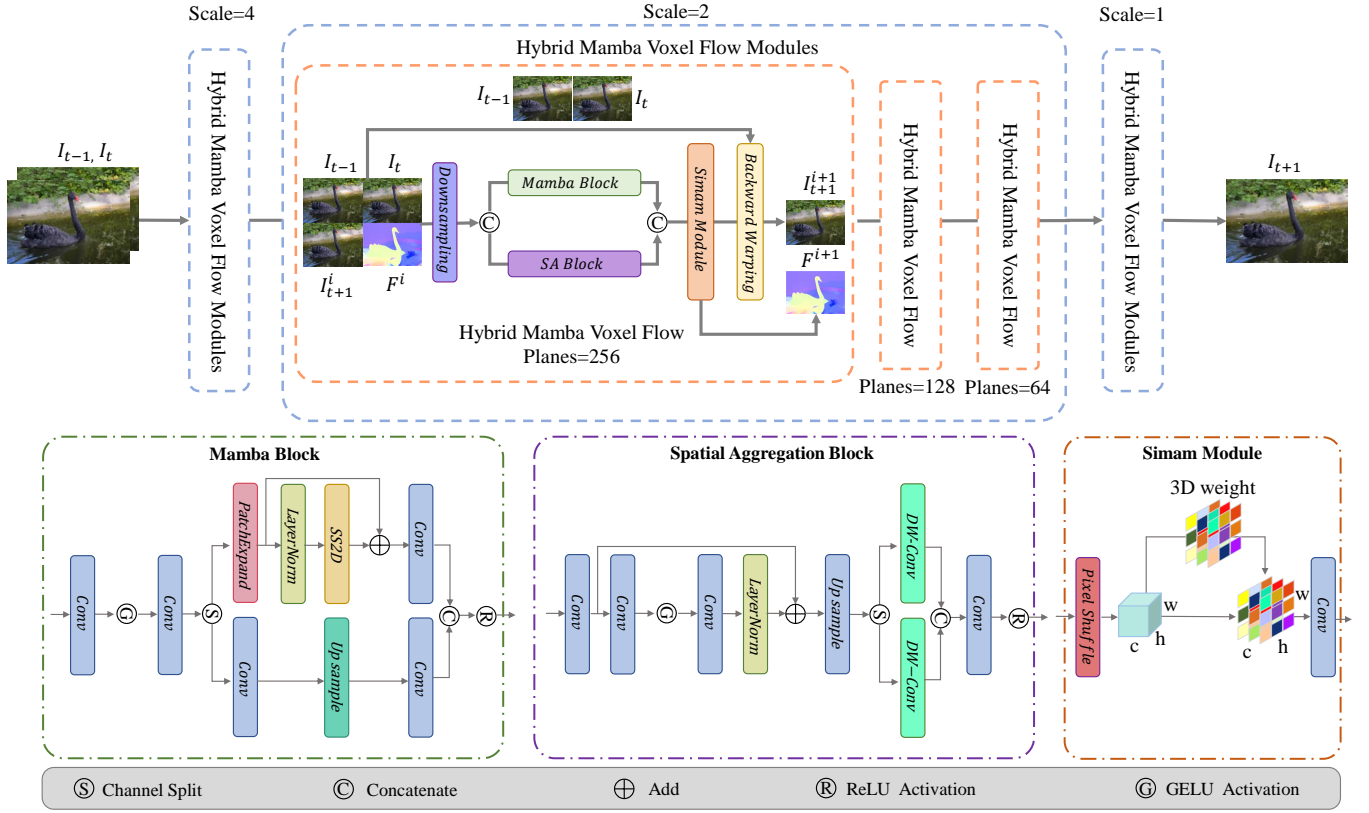 Scale=4
Scale=2
Scale=1
Hybrid Mamba Voxel Flow Modules
Hybrid Mamba Voxel Flow Modules
I_{t-1}, I_t
I_{t-1}
I_t
I_{t-1}
I_t
I_{t+1}^i
F^i
Downsampling
C
Mamba Block
SA Block
C
Simam Module
Backward Warping
I_{t+1}^{i+1}
F^{i+1}
Hybrid Mamba Voxel Flow
Planes=256
Hybrid Mamba Voxel Flow
Planes=128
Hybrid Mamba Voxel Flow
Planes=64
Hybrid Mamba Voxel Flow Modules
I_{t+1}
Mamba Block
Conv
G
Conv
S
PatchExpand
LayerNorm
SS2D
Conv
Conv
Up sample
Conv
C
R
Spatial Aggregation Block
Conv
Conv
G
Conv
LayerNorm
Up sample
S
DW-Conv
DW-Conv
C
Conv
R
Simam Module
3D weight
Pixel Shuffle
w
c
h
w
c
h
Conv
S Channel Split
C Concatenate
Add
R ReLU Activation
G GELU Activation